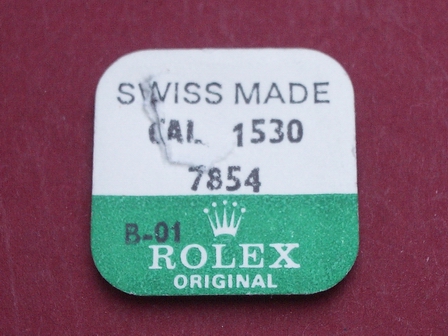 SWISS MADE
CAL 1530
7854
B-01
ROLEX
ORIGINAL